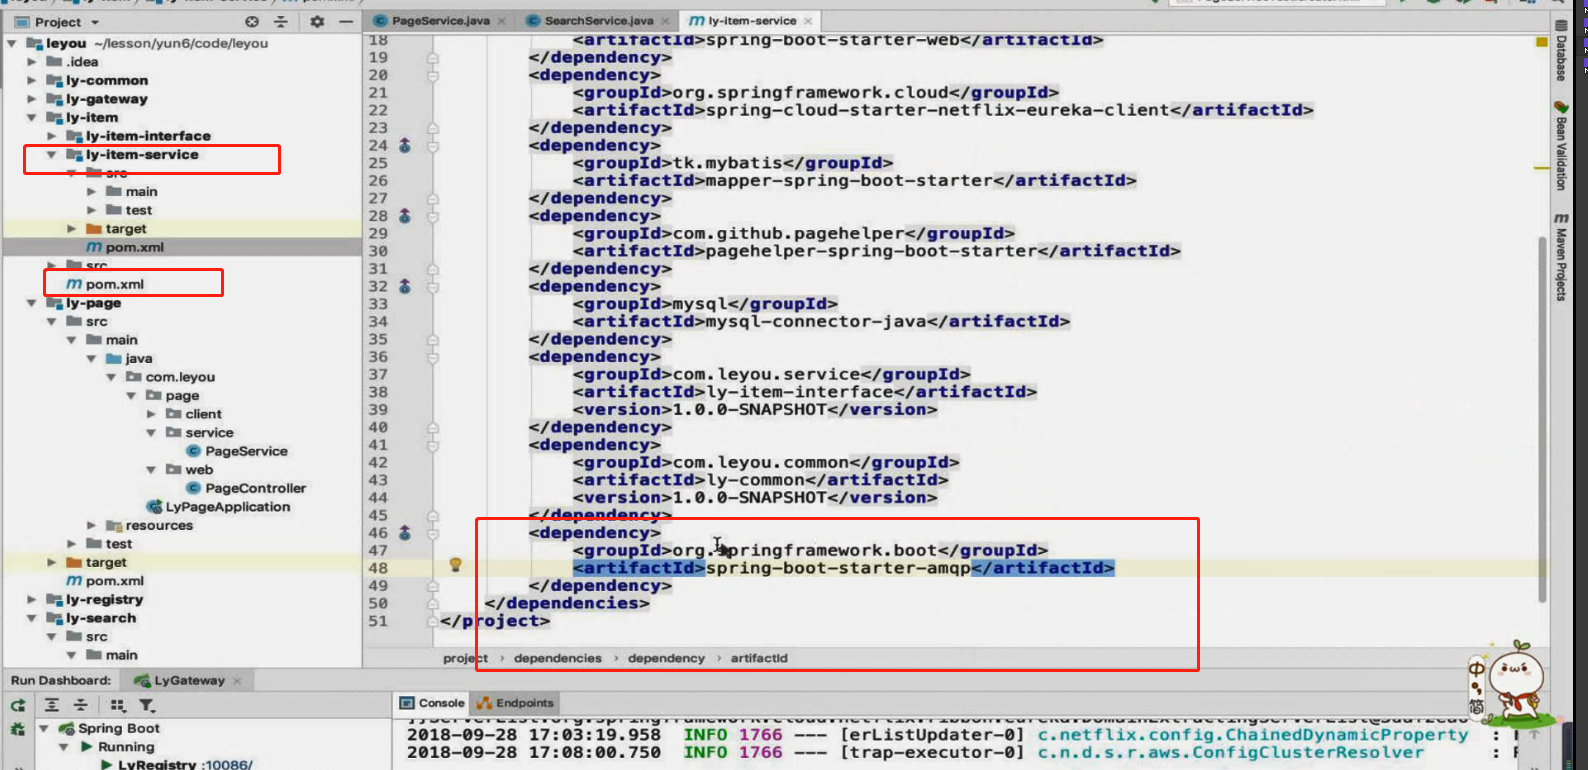 Project
PageService.java
SearchService.java
ly-item-service
leyou ~/lesson/yun6/code/leyou
.idea
ly-common
ly-gateway
ly-item
ly-item-interface
ly-item-service
src
main
test
target
pom.xml
src
pom.xml
ly-page
src
main
java
com.leyou
page
client
service
PageService
web
PageController
LyPageApplication
resources
test
target
pom.xml
ly-registry
ly-search
src
main
18 <artifactId>spring-boot-starter-web</artifactId>
19 </dependency>
20 <dependency>
21 <groupId>org.springframework.cloud</groupId>
22 <artifactId>spring-cloud-starter-netflix-eureka-client</artifactId>
23 </dependency>
24 <dependency>
25 <groupId>tk.mybatis</groupId>
26 <artifactId>mapper-spring-boot-starter</artifactId>
27 </dependency>
28 <dependency>
29 <groupId>com.github.pagehelper</groupId>
30 <artifactId>pagehelper-spring-boot-starter</artifactId>
31 </dependency>
32 <dependency>
33 <groupId>mysql</groupId>
34 <artifactId>mysql-connector-java</artifactId>
35 </dependency>
36 <dependency>
37 <groupId>com.leyou.service</groupId>
38 <artifactId>ly-item-interface</artifactId>
39 <version>1.0.0-SNAPSHOT</version>
40 </dependency>
41 <dependency>
42 <groupId>com.leyou.common</groupId>
43 <artifactId>ly-common</artifactId>
44 <version>1.0.0-SNAPSHOT</version>
45 </dependency>
46 <dependency>
47 <groupId>org.springframework.boot</groupId>
48 <artifactId>spring-boot-starter-amqp</artifactId>
49 </dependency>
50 </dependencies>
51 </project>
project › dependencies › dependency › artifactId
Database
Bean Validation
Maven Projects
Run Dashboard: LyGateway
Console
Endpoints
Spring Boot
Running
LyRegistry :10086/
2018-09-28 17:03:19.958 INFO 1766 --- [erListUpdater-0] c.netflix.config.ChainedDynamicProperty :
2018-09-28 17:08:00.750 INFO 1766 --- [trap-executor-0] c.n.d.s.r.aws.ConfigClusterResolver :
中
简